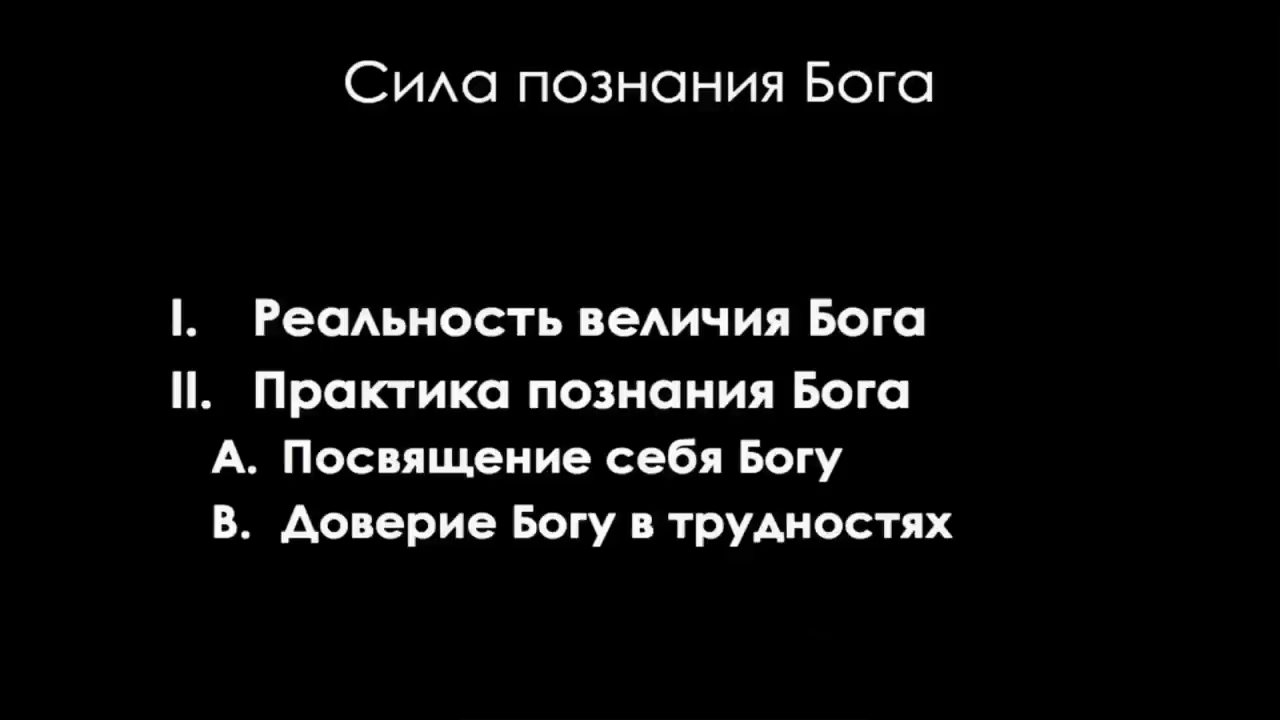 Сила познания Бога
I. Реальность величия Бога
II. Практика познания Бога
A. Посвящение себя Богу
B. Доверие Богу в трудностях